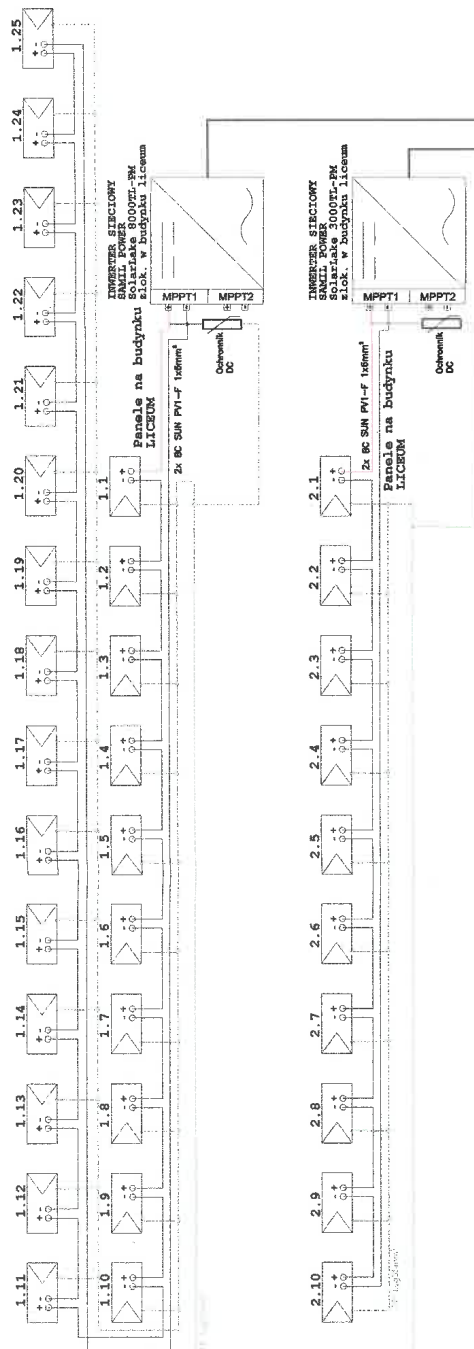 1.25
1.24
1.23
1.22
1.21
1.20
1.19
1.18
1.17
1.16
1.15
1.14
1.13
1.12
1.11
INWERTER SIECIOWY
SAMIL POWER
SolarLake 8000TL-PM
zlok. w budynku liceum
MPPT1 MPPT2
Ochronnik
DC
Panele na budynku
LICEUM
2x BC SUN PV1-F 1x6mm²
1.1
1.2
1.3
1.4
1.5
1.6
1.7
1.8
1.9
1.10
INWERTER SIECIOWY
SAMIL POWER
SolarLake 3000TL-PM
zlok. w budynku liceum
MPPT1 MPPT2
Ochronnik
DC
2x BC SUN PV1-F 1x6mm²
Panele na budynku
LICEUM
2.1
2.2
2.3
2.4
2.5
2.6
2.7
2.8
2.9
2.10